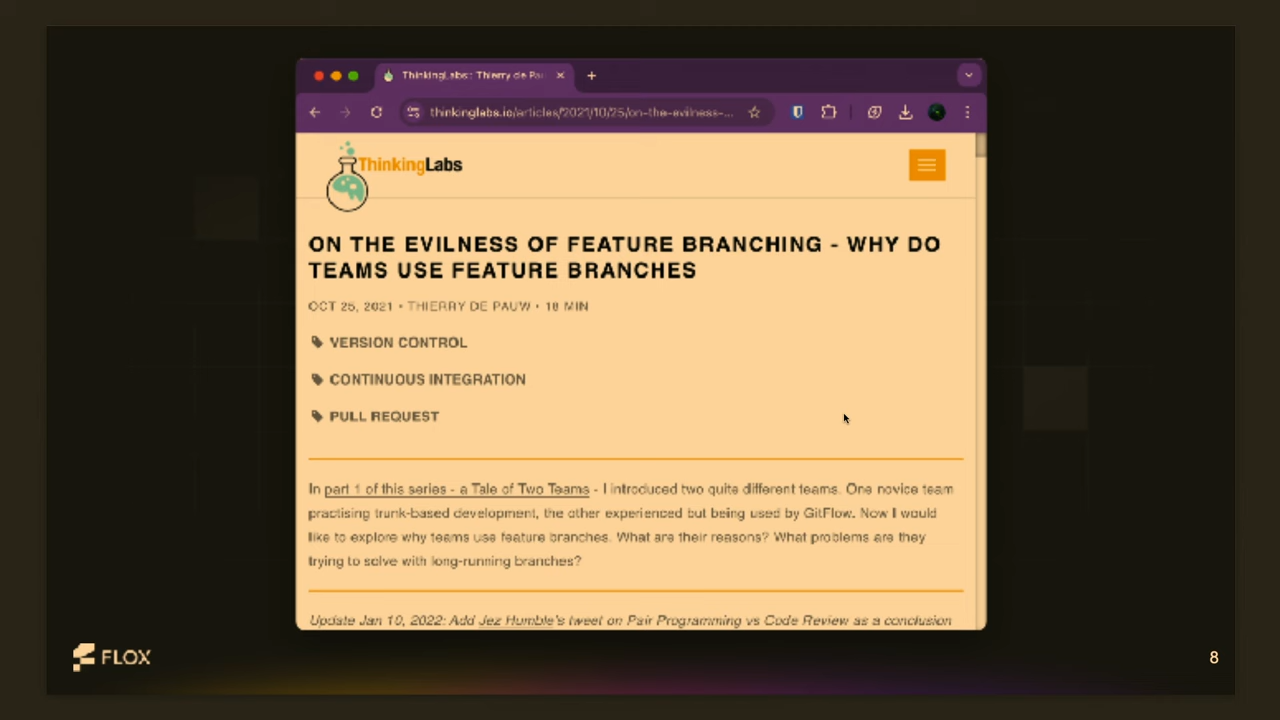 ThinkingLabs : Thierry de Pa
thinkinglabs.io/articles/2021/10/25/on-the-evilness-...
ThinkingLabs
ON THE EVILNESS OF FEATURE BRANCHING - WHY DO
TEAMS USE FEATURE BRANCHES
OCT 25, 2021 • THIERRY DE PAUW • 18 MIN
VERSION CONTROL
CONTINUOUS INTEGRATION
PULL REQUEST
In part 1 of this series - a Tale of Two Teams - I introduced two quite different teams. One novice team
practising trunk-based development, the other experienced but being used by GitFlow. Now I would
like to explore why teams use feature branches. What are their reasons? What problems are they
trying to solve with long-running branches?
Update Jan 10, 2022: Add Jez Humble's tweet on Pair Programming vs Code Review as a conclusion
FLOX
8